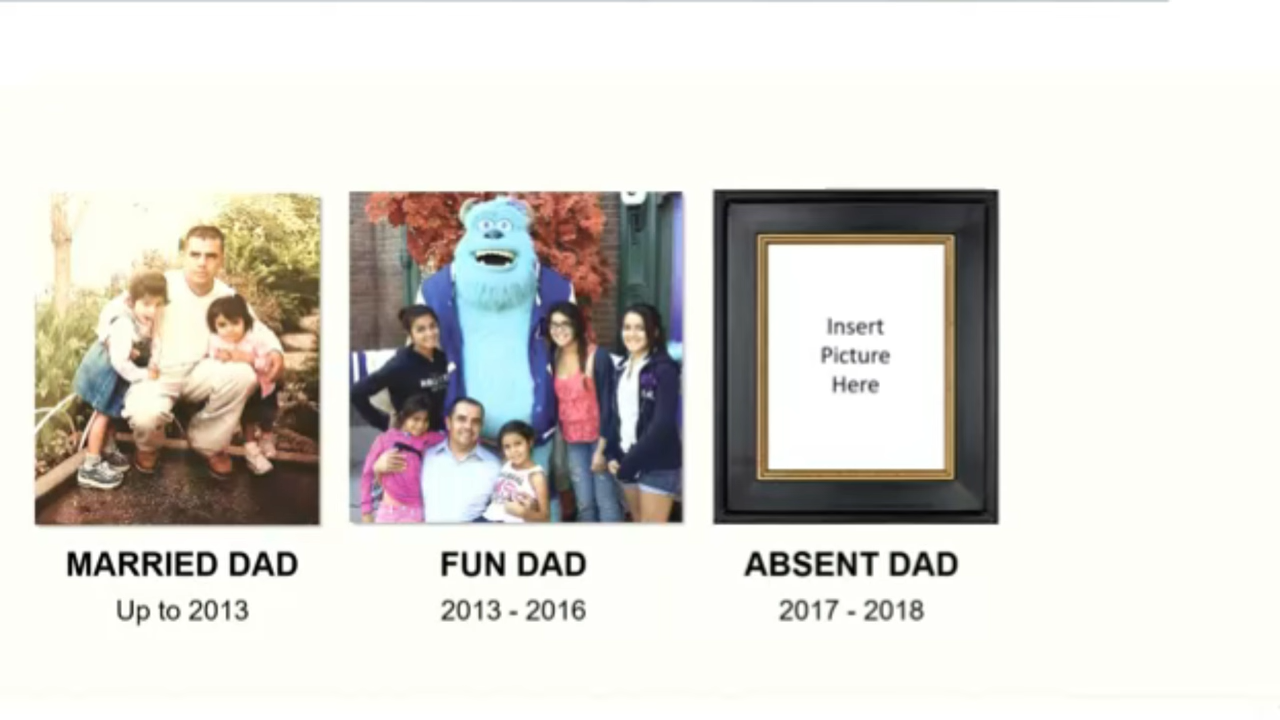 Insert
Picture
Here
MARRIED DAD
Up to 2013
FUN DAD
2013 - 2016
ABSENT DAD
2017 - 2018